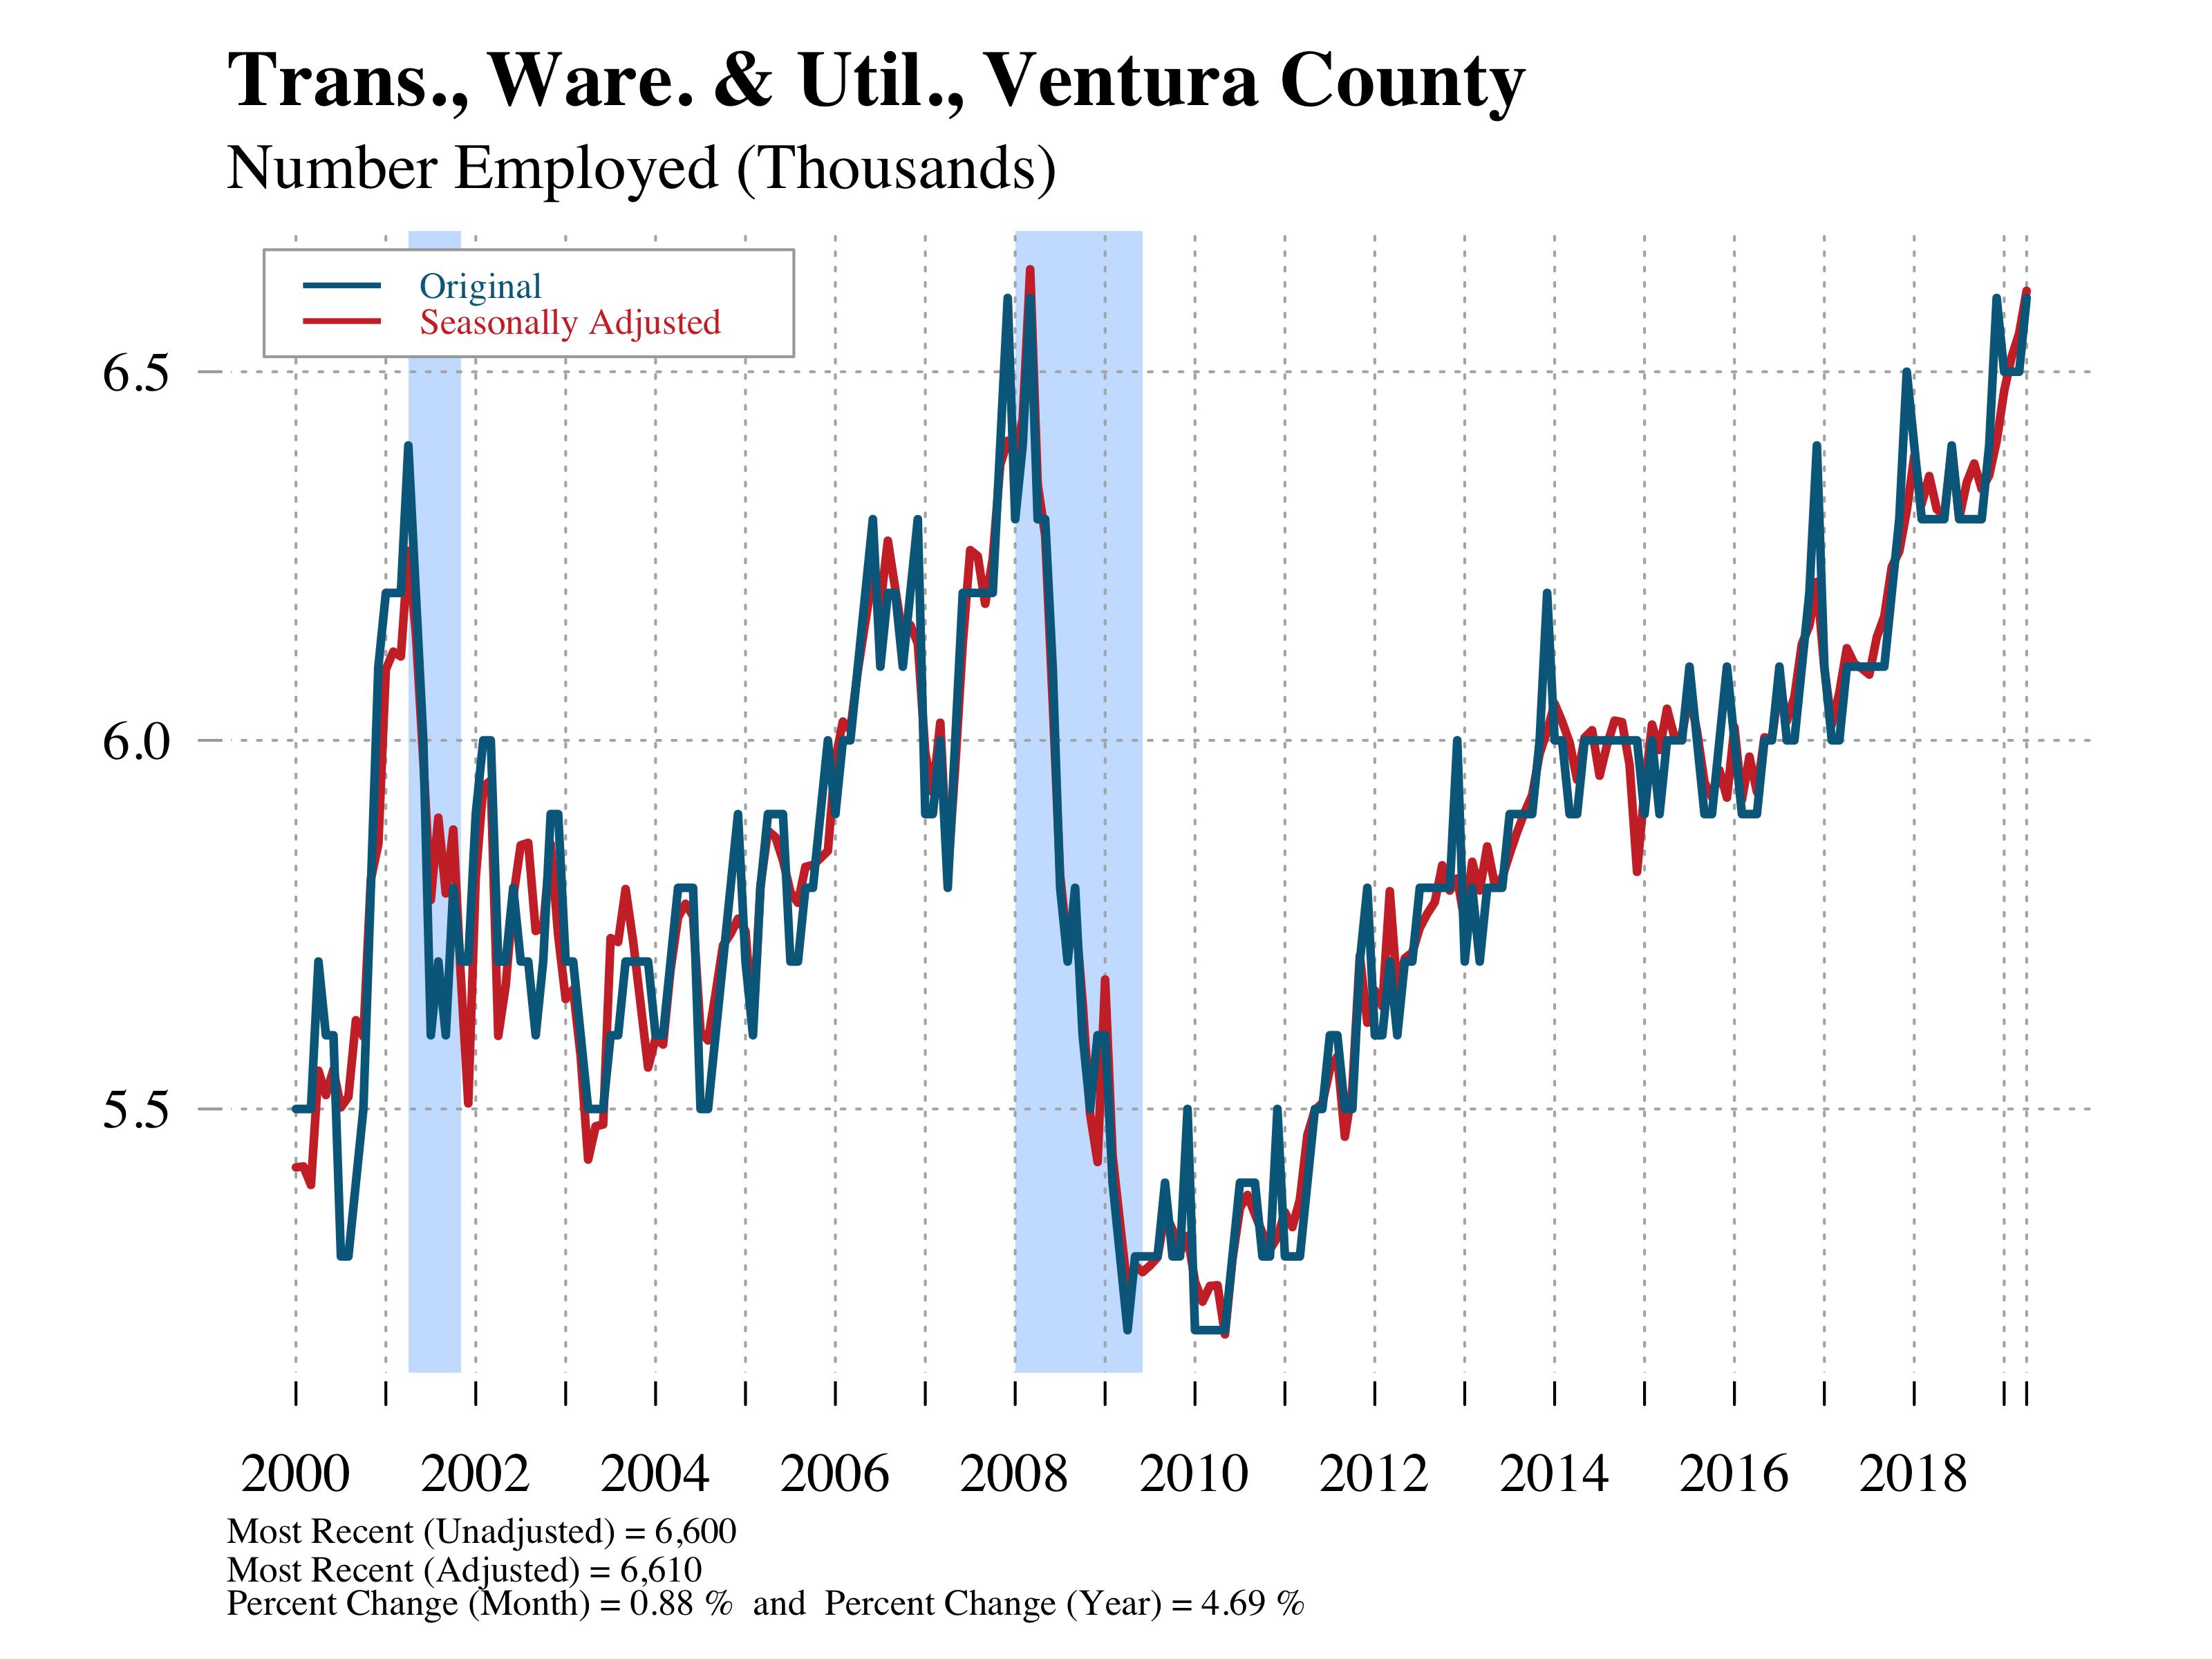 Trans., Ware. & Util., Ventura County
Number Employed (Thousands)
Original
Seasonally Adjusted
6.5
6.0
5.5
2000 2002 2004 2006 2008 2010 2012 2014 2016 2018
Most Recent (Unadjusted) = 6,600
Most Recent (Adjusted) = 6,610
Percent Change (Month) = 0.88 % and Percent Change (Year) = 4.69 %